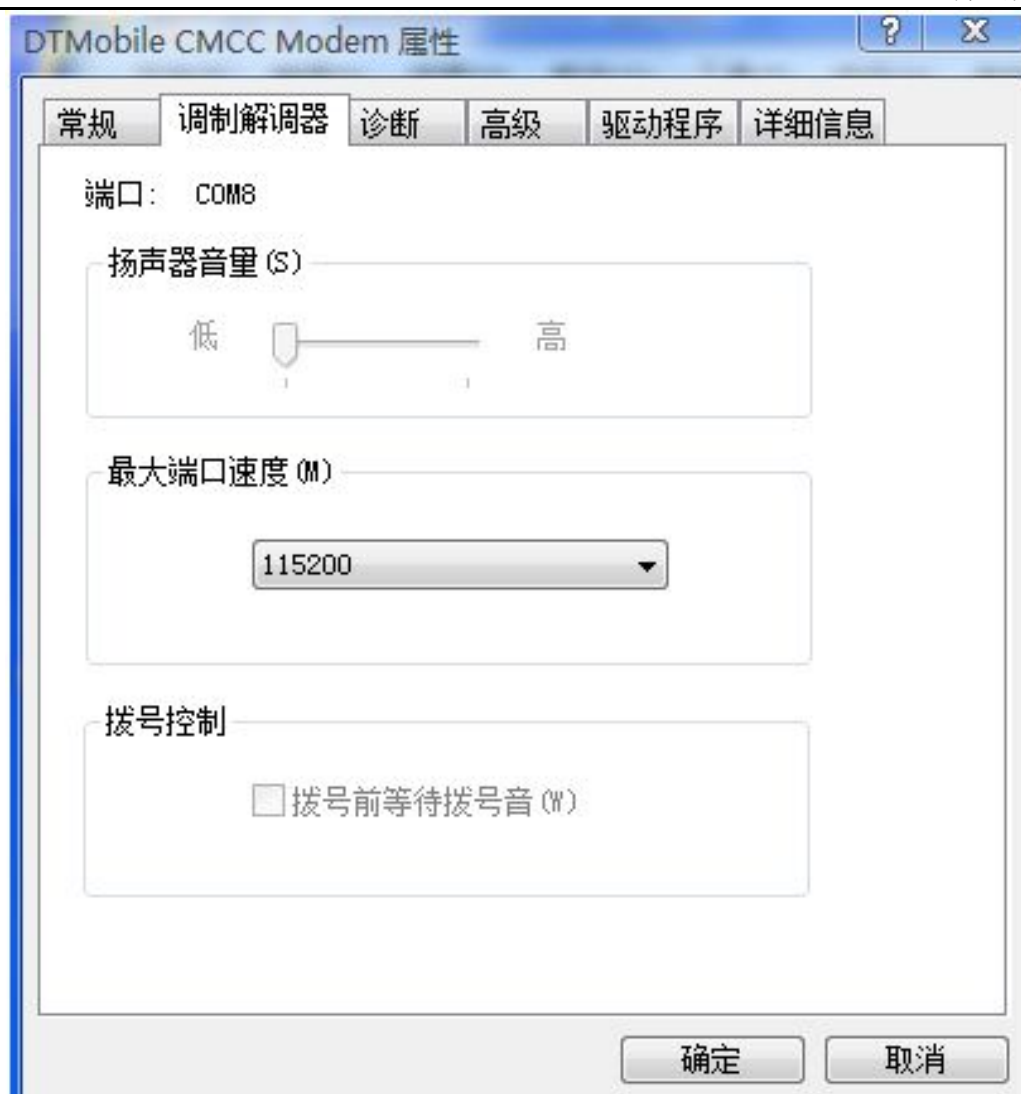 DTMobile CMCC Modem 属性
常规 调制解调器 诊断 高级 驱动程序 详细信息
端口: COM8
扬声器音量(S)
低 高
最大端口速度(M)
115200
拨号控制
拨号前等待拨号音(W)
确定 取消